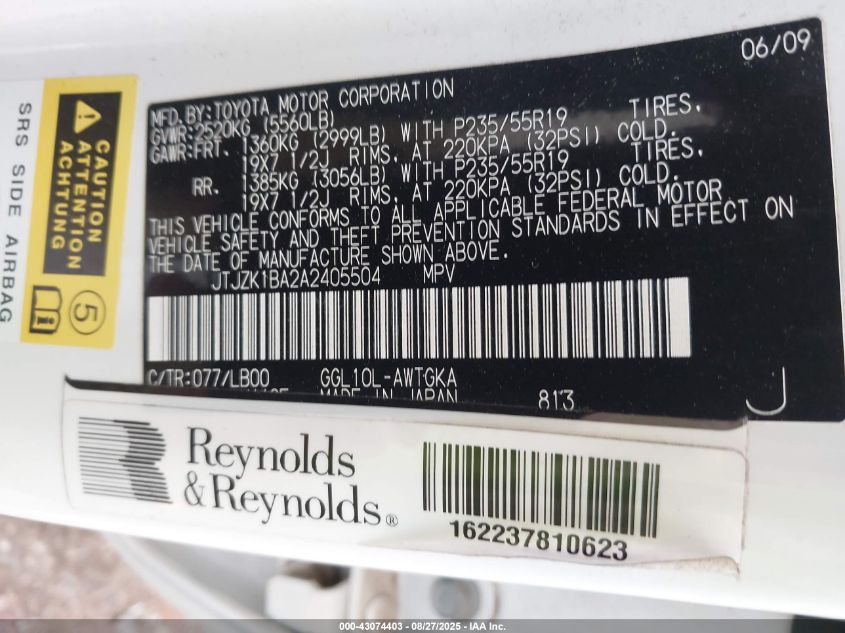 06/09
MFD. BY: TOYOTA MOTOR CORPORATION
GVWR: 2520KG (5560LB)
GAWR: FRT. 1360KG (2999LB) WITH P235/55R19 TIRES,
19X7 1/2J RIMS, AT 220KPA (32PSI) COLD.
RR. 1385KG (3056LB) WITH P235/55R19 TIRES,
19X7 1/2J RIMS, AT 220KPA (32PSI) COLD.
THIS VEHICLE CONFORMS TO ALL APPLICABLE FEDERAL MOTOR
VEHICLE SAFETY AND THEFT PREVENTION STANDARDS IN EFFECT ON
THE DATE OF MANUFACTURE SHOWN ABOVE.
JTJZK1BA2A2405504 MPV
C/TR: 077/LB00 GGL10L-AWTGKA
MADE IN JAPAN 813
J
CAUTION
ATTENTION
ACHTUNG
5
SRS SIDE AIRBAG
Reynolds
& Reynolds®
162237810623
000-43074403 - 08/27/2025 - IAA Inc.